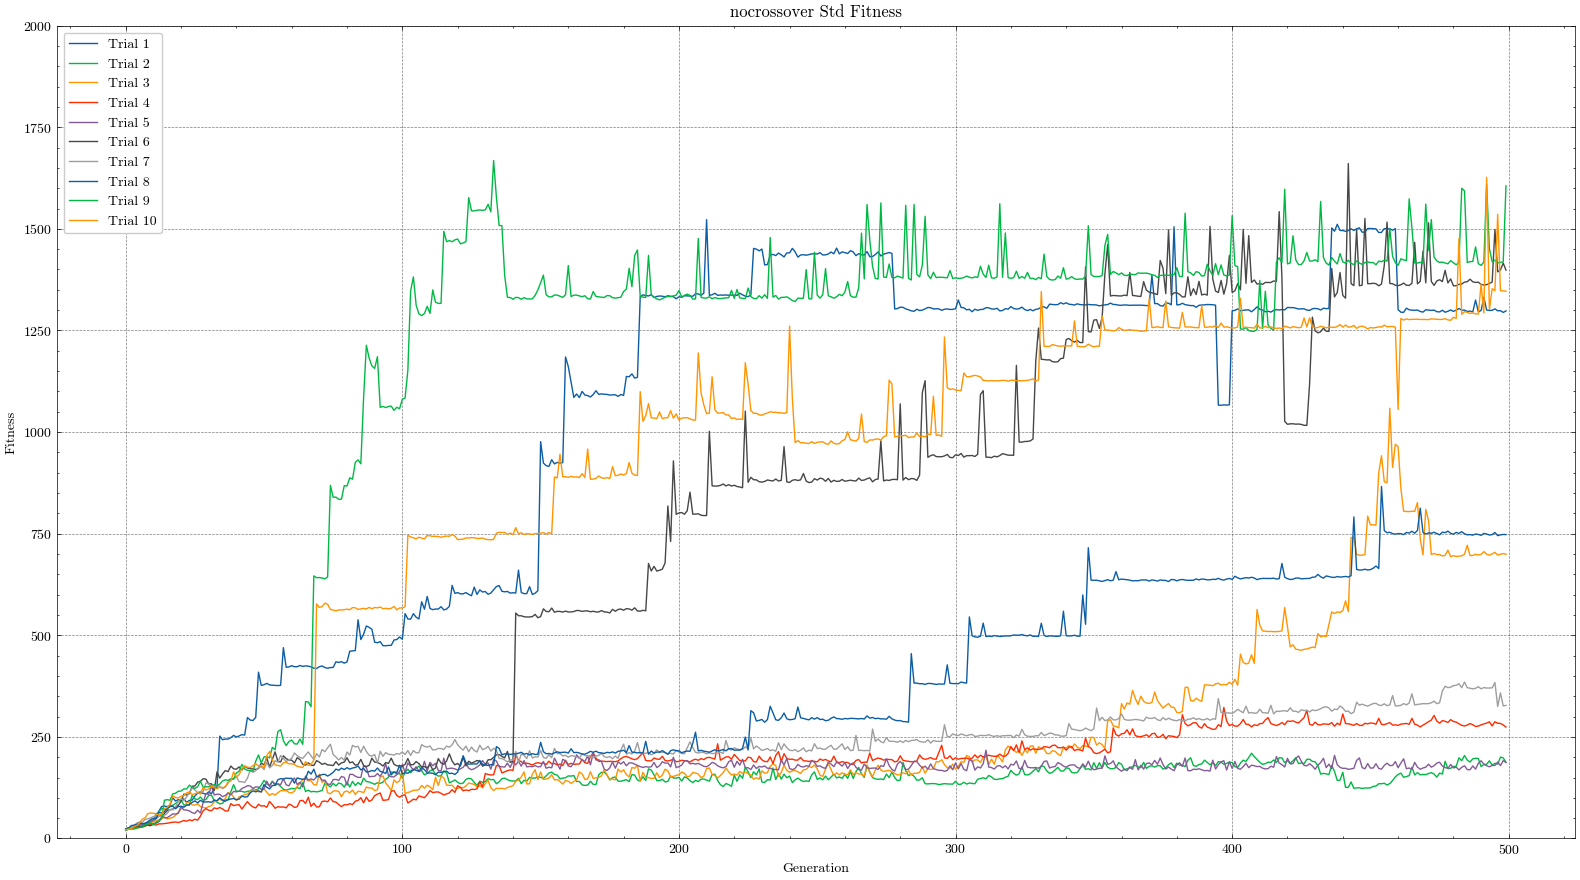 nocrossover Std Fitness
2000
1750
1500
1250
1000
750
500
250
0
Fitness
Trial 1
Trial 2
Trial 3
Trial 4
Trial 5
Trial 6
Trial 7
Trial 8
Trial 9
Trial 10
0 100 200 300 400 500
Generation